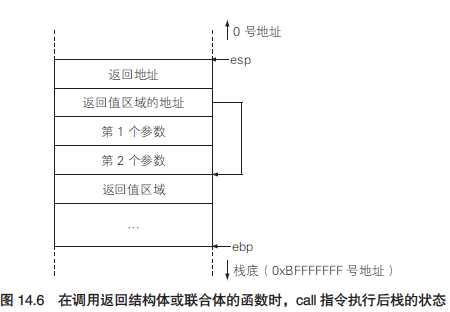 0 号地址
esp
返回地址
返回值区域的地址
第 1 个参数
第 2 个参数
返回值区域
…
ebp
栈底（0xBFFFFFFF 号地址）
图 14.6 在调用返回结构体或联合体的函数时，call 指令执行后栈的状态